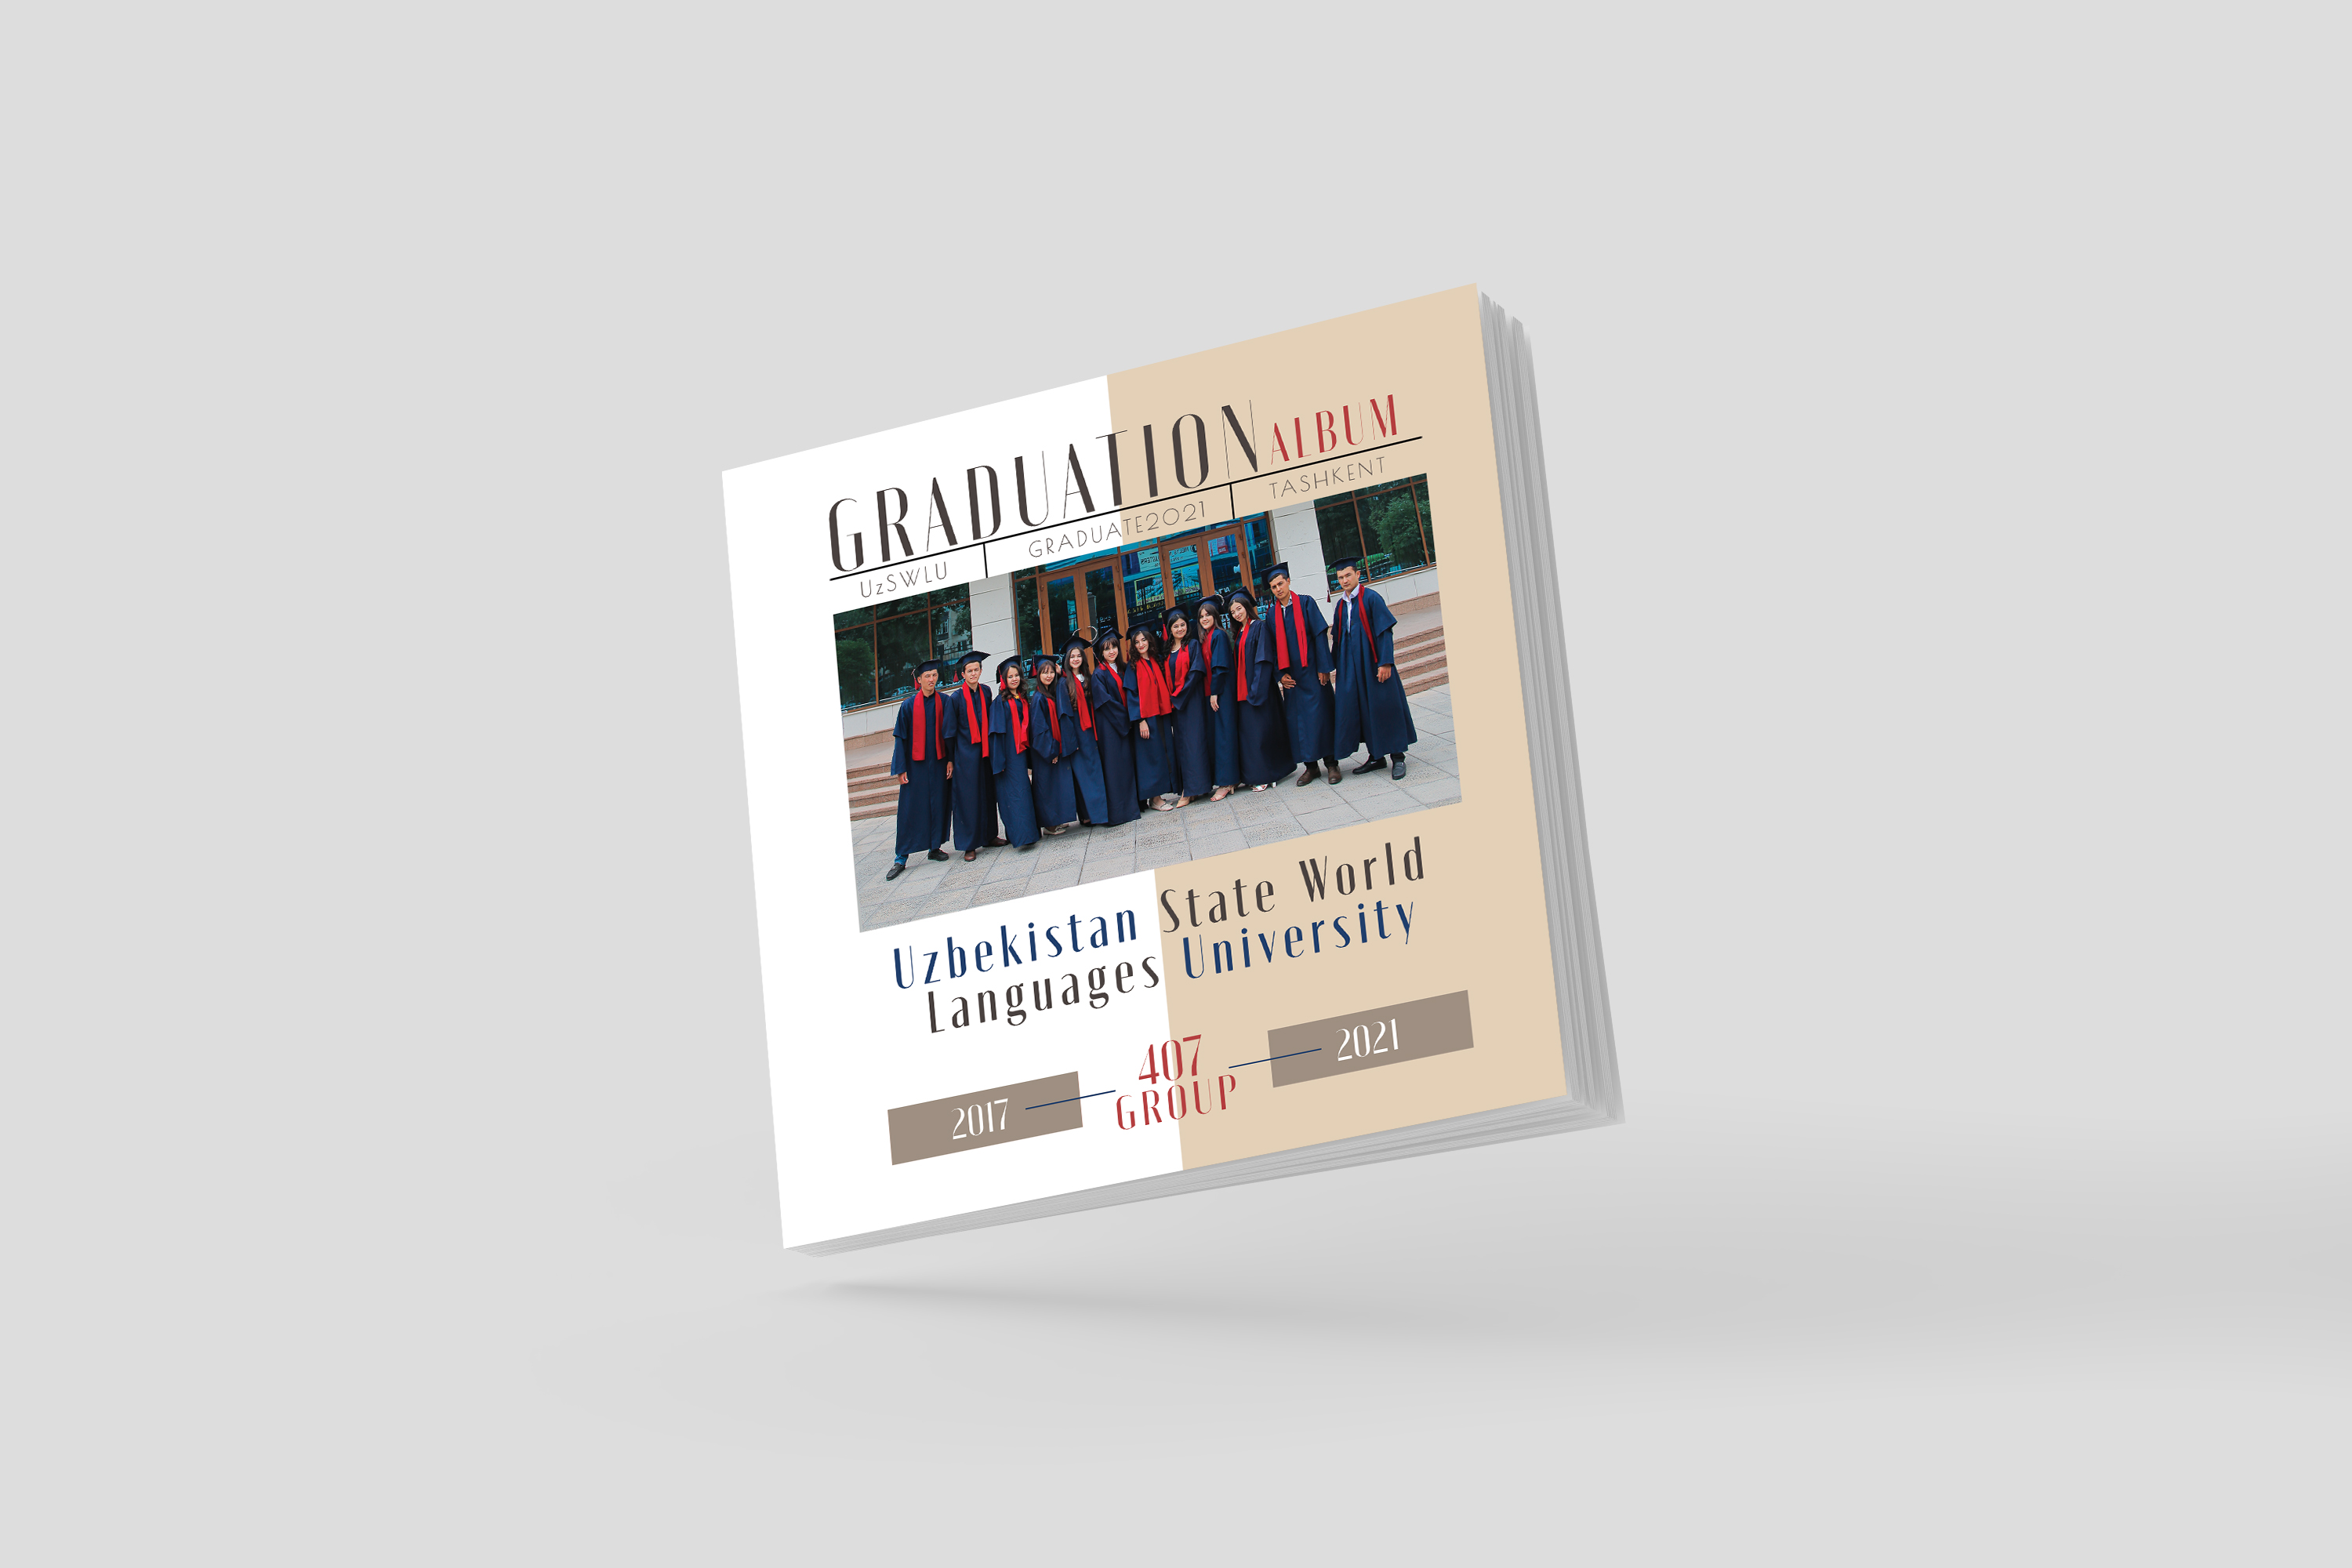 GRADUATION ALBUM
UzSWLU GRADUATE2021 TASHKENT
Uzbekistan State World
Languages University
2017 407 2021
GROUP